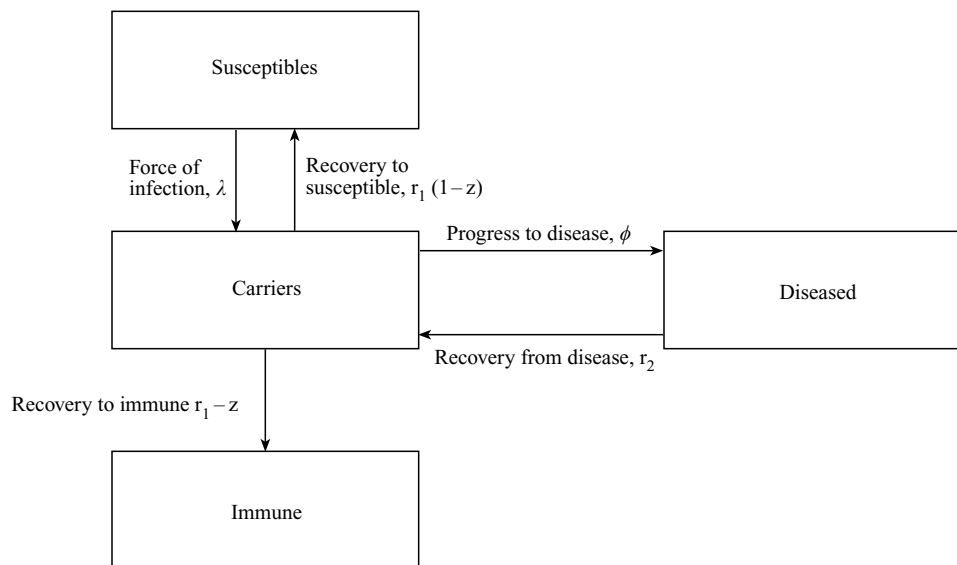 Susceptibles
Force of
infection, λ
Recovery to
susceptible, r₁ (1 – z)
Progress to disease, ϕ
Carriers
Diseased
Recovery from disease, r₂
Recovery to immune r₁ – z
Immune